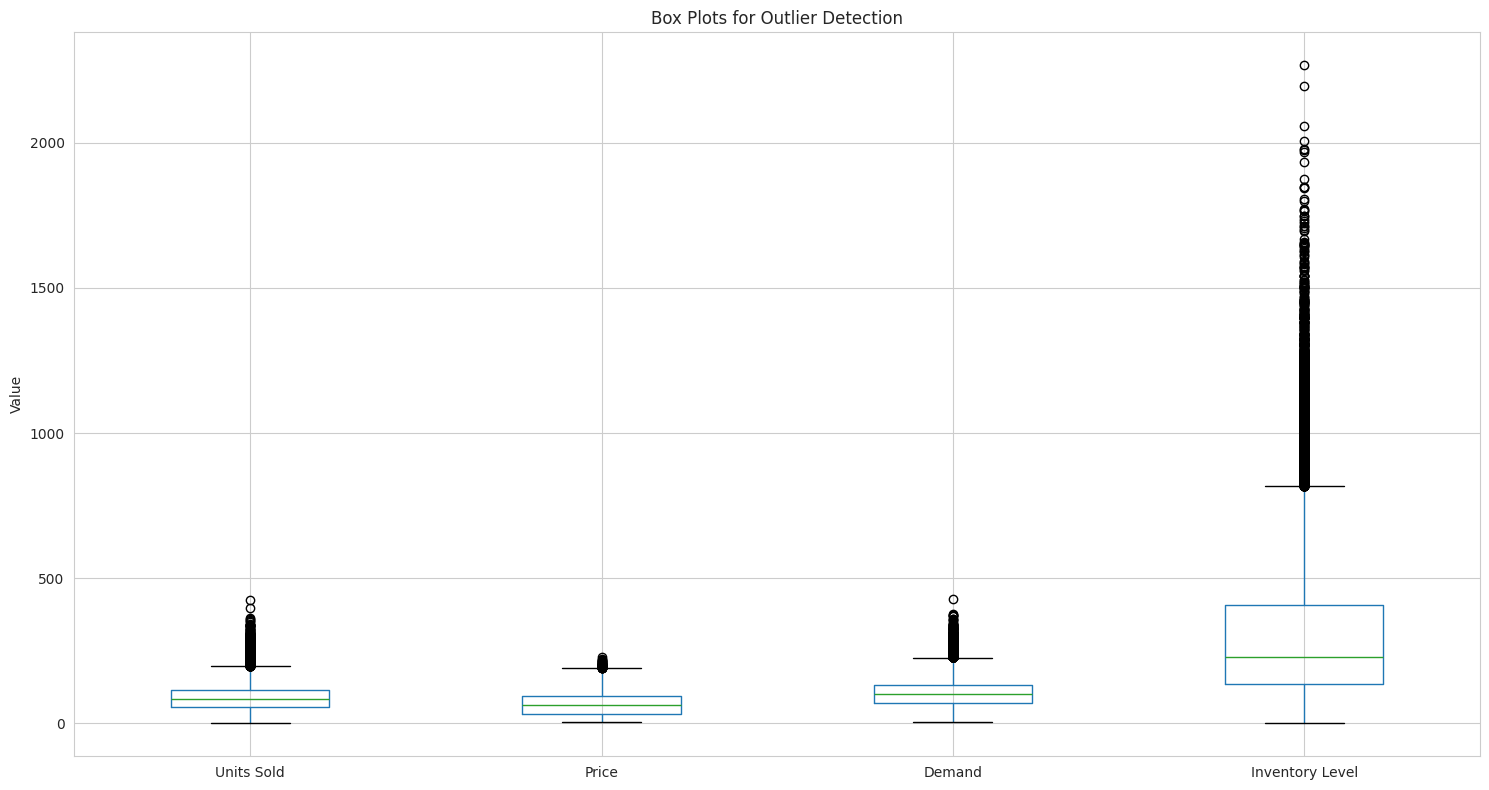 Box Plots for Outlier Detection
2000
1500
1000
500
0
Value
Units Sold
Price
Demand
Inventory Level